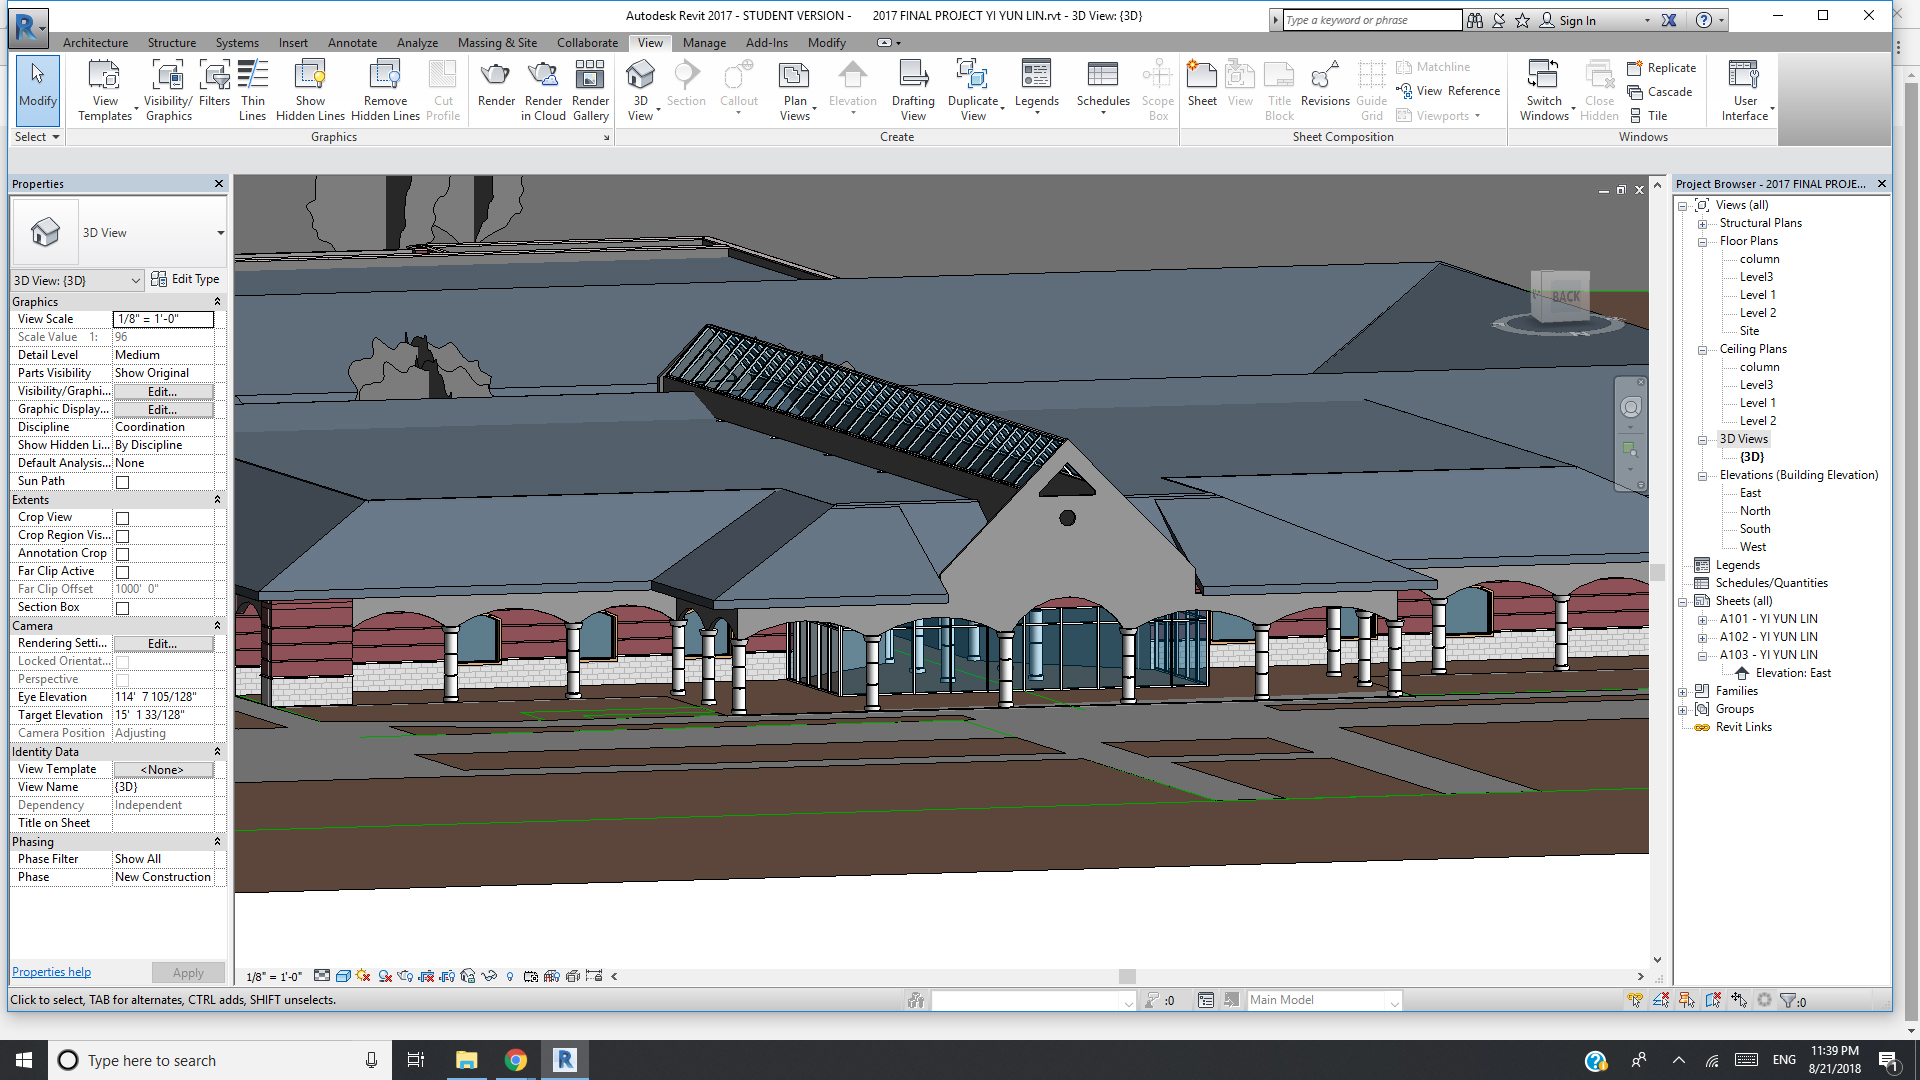 Autodesk Revit 2017 - STUDENT VERSION - 2017 FINAL PROJECT YI YUN LIN.rvt - 3D View: {3D}
Type a keyword or phrase
Sign In
Architecture Structure Systems Insert Annotate Analyze Massing & Site Collaborate View Manage Add-Ins Modify
Modify
View Templates
Visibility/ Graphics
Filters
Thin Lines
Show Hidden Lines
Remove Hidden Lines
Cut Profile
Render
Render in Cloud
Render Gallery
3D View
Section
Callout
Plan Views
Elevation
Drafting View
Duplicate View
Legends
Schedules
Scope Box
Sheet
View
Title Block
Revisions
Guide Grid
Matchline
View Reference
Viewports
Switch Windows
Close Hidden
Replicate
Cascade
Tile
User Interface
Select
Graphics
Create
Sheet Composition
Windows
Properties
3D View
3D View: {3D}
Edit Type
Graphics
View Scale 1/8" = 1'-0"
Scale Value 1: 96
Detail Level Medium
Parts Visibility Show Original
Visibility/Graphi... Edit...
Graphic Display... Edit...
Discipline Coordination
Show Hidden Li... By Discipline
Default Analysis... None
Sun Path
Extents
Crop View
Crop Region Vis...
Annotation Crop
Far Clip Active
Far Clip Offset 1000' 0"
Section Box
Camera
Rendering Setti... Edit...
Locked Orientat...
Perspective
Eye Elevation 114' 7 105/128"
Target Elevation 15' 1 33/128"
Camera Position Adjusting
Identity Data
View Template <None>
View Name {3D}
Dependency Independent
Title on Sheet
Phasing
Phase Filter Show All
Phase New Construction
Properties help
Apply
BACK
1/8" = 1'-0"
Project Browser - 2017 FINAL PROJE...
Views (all)
Structural Plans
Floor Plans
column
Level3
Level 1
Level 2
Site
Ceiling Plans
column
Level3
Level 1
Level 2
3D Views
{3D}
Elevations (Building Elevation)
East
North
South
West
Legends
Schedules/Quantities
Sheets (all)
A101 - YI YUN LIN
A102 - YI YUN LIN
A103 - YI YUN LIN
Elevation: East
Families
Groups
Revit Links
Click to select, TAB for alternates, CTRL adds, SHIFT unselects.
:0
Main Model
:0
Type here to search
ENG
11:39 PM
8/21/2018
1